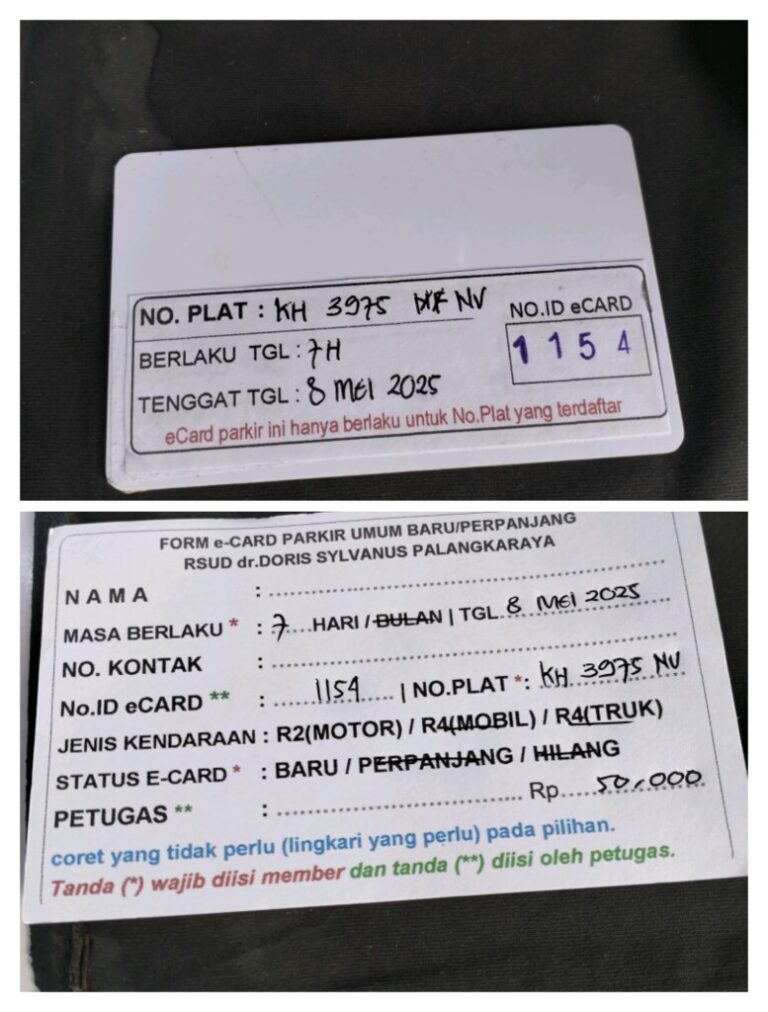 NO. PLAT : KH 3975 NV
NO.ID eCARD
1 1 5 4
BERLAKU TGL : 7H
TENGGAT TGL : 8 MEI 2025
eCard parkir ini hanya berlaku untuk No.Plat yang terdaftar
FORM e-CARD PARKIR UMUM BARU/PERPANJANG
RSUD dr.DORIS SYLVANUS PALANGKARAYA
N A M A : ........................................
MASA BERLAKU * : 7 HARI / BULAN | TGL. 8 MEI 2025
NO. KONTAK : ........................................
No.ID eCARD ** : 1154 | NO.PLAT *: KH 3975 NV
JENIS KENDARAAN : R2(MOTOR) / R4(MOBIL) / R4(TRUK)
STATUS E-CARD * : BARU / PERPANJANG / HILANG
PETUGAS ** : ........................................ Rp. 50.000
coret yang tidak perlu (lingkari yang perlu) pada pilihan.
Tanda (*) wajib diisi member dan tanda (**) diisi oleh petugas.